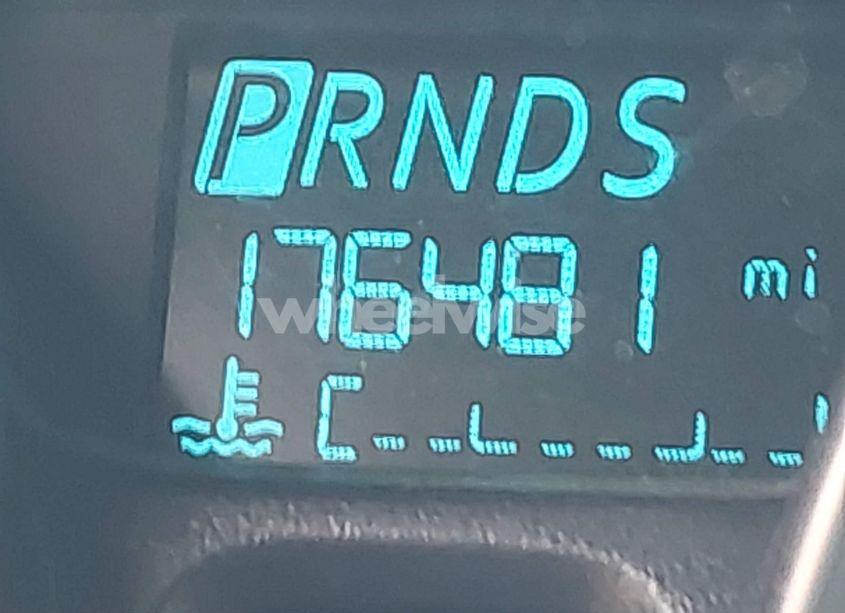 PRNDS
176481 mi
wheelwise
C